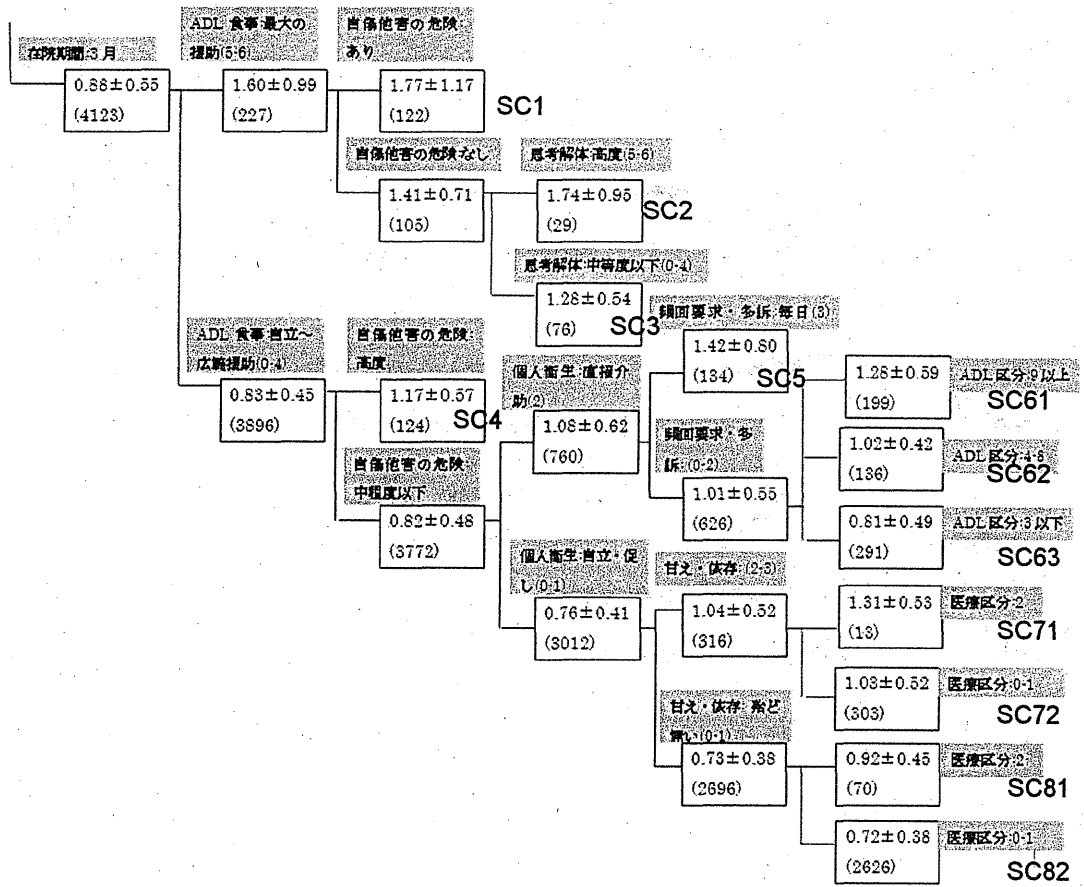 在院期間:3月
0.88±0.55
(4123)
ADL 食事:最大の
援助(5-6)
1.60±0.99
(227)
自傷他害の危険:
あり
1.77±1.17
(122)
SC1
自傷他害の危険:なし
1.41±0.71
(105)
思考解体:高度(5-6)
1.74±0.95
(29)
SC2
思考解体:中等度以下(0-4)
1.28±0.54
(76)
SC3
ADL 食事:自立～
広範援助(0-4)
0.83±0.45
(3896)
自傷他害の危険:
高度
1.17±0.57
(124)
SC4
自傷他害の危険:
中程度以下
0.82±0.48
(3772)
個人衛生:直接介
助(2)
1.08±0.62
(760)
頻回要求・多訴:毎日(3)
1.42±0.80
(134)
SC5
頻回要求・多
訴:(0-2)
1.01±0.55
(626)
1.28±0.59
(199)
ADL区分:9以上
SC61
1.02±0.42
(136)
ADL区分:4-8
SC62
0.81±0.49
(291)
ADL区分:3以下
SC63
個人衛生:自立・促
し(0-1)
0.76±0.41
(3012)
甘え・依存:(2-3)
1.04±0.52
(316)
1.31±0.53
(13)
医療区分:2
SC71
1.03±0.52
(303)
医療区分:0-1
SC72
甘え・依存:殆ど
無い(0-1)
0.73±0.38
(2696)
0.92±0.45
(70)
医療区分:2
SC81
0.72±0.38
(2626)
医療区分:0-1
SC82